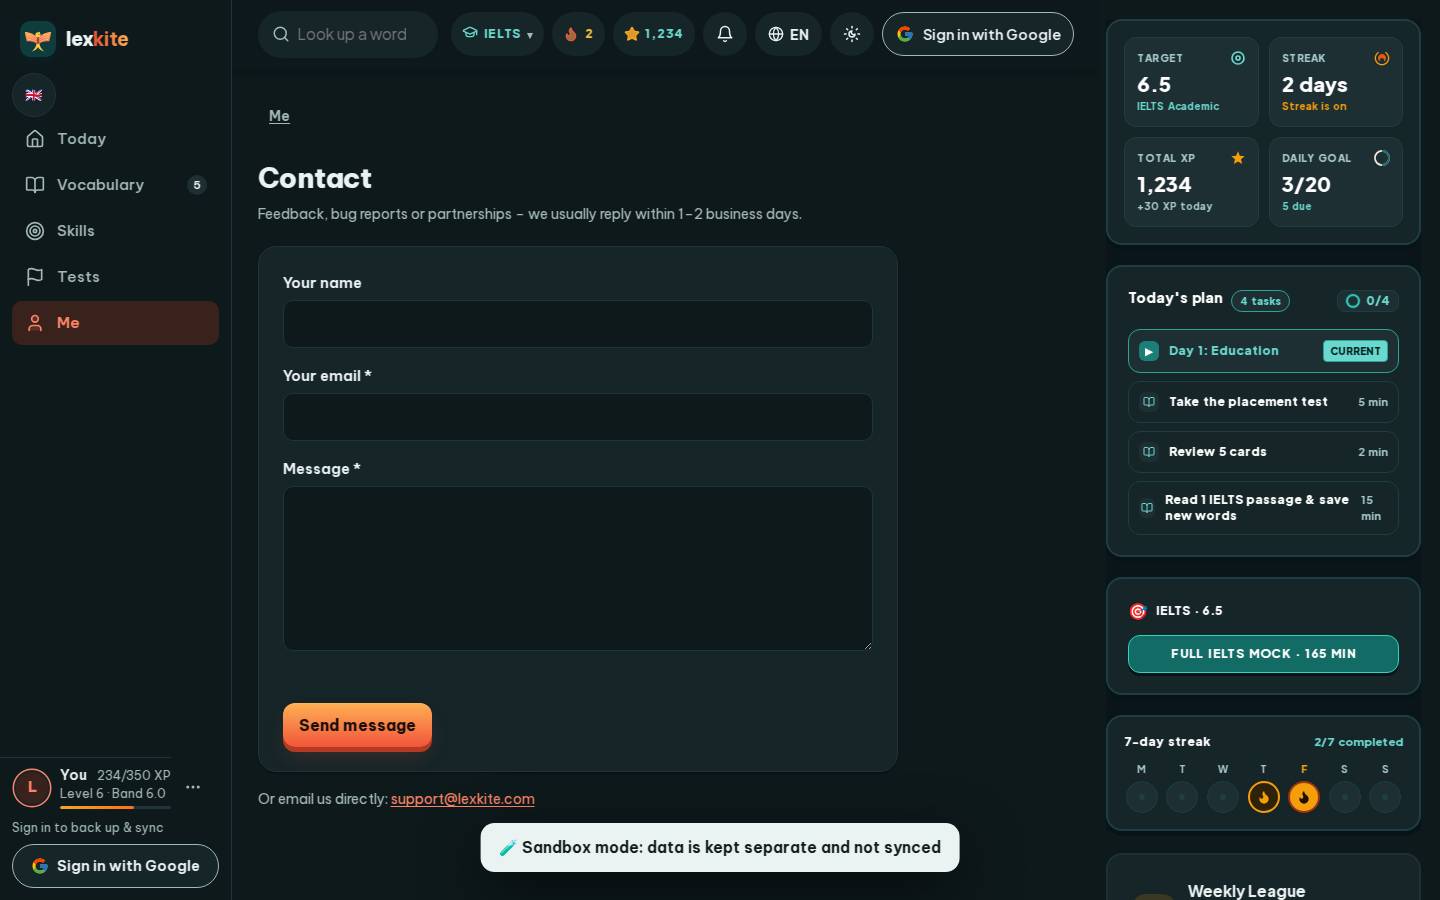 lexkite
Today
Vocabulary 5
Skills
Tests
Me
You 234/350 XP
L
Level 6 · Band 6.0
Sign in to back up & sync
Sign in with Google
Look up a word
IELTS ▾
2
1,234
EN
Sign in with Google
Me
Contact
Feedback, bug reports or partnerships – we usually reply within 1–2 business days.
Your name
Your email *
Message *
Send message
Or email us directly: support@lexkite.com
🧪 Sandbox mode: data is kept separate and not synced
TARGET
6.5
IELTS Academic
STREAK
2 days
Streak is on
TOTAL XP
1,234
+30 XP today
DAILY GOAL
3/20
5 due
Today's plan 4 tasks 0/4
Day 1: Education CURRENT
Take the placement test 5 min
Review 5 cards 2 min
Read 1 IELTS passage & save 15
new words min
IELTS · 6.5
FULL IELTS MOCK · 165 MIN
7-day streak 2/7 completed
M T W T F S S
Weekly League